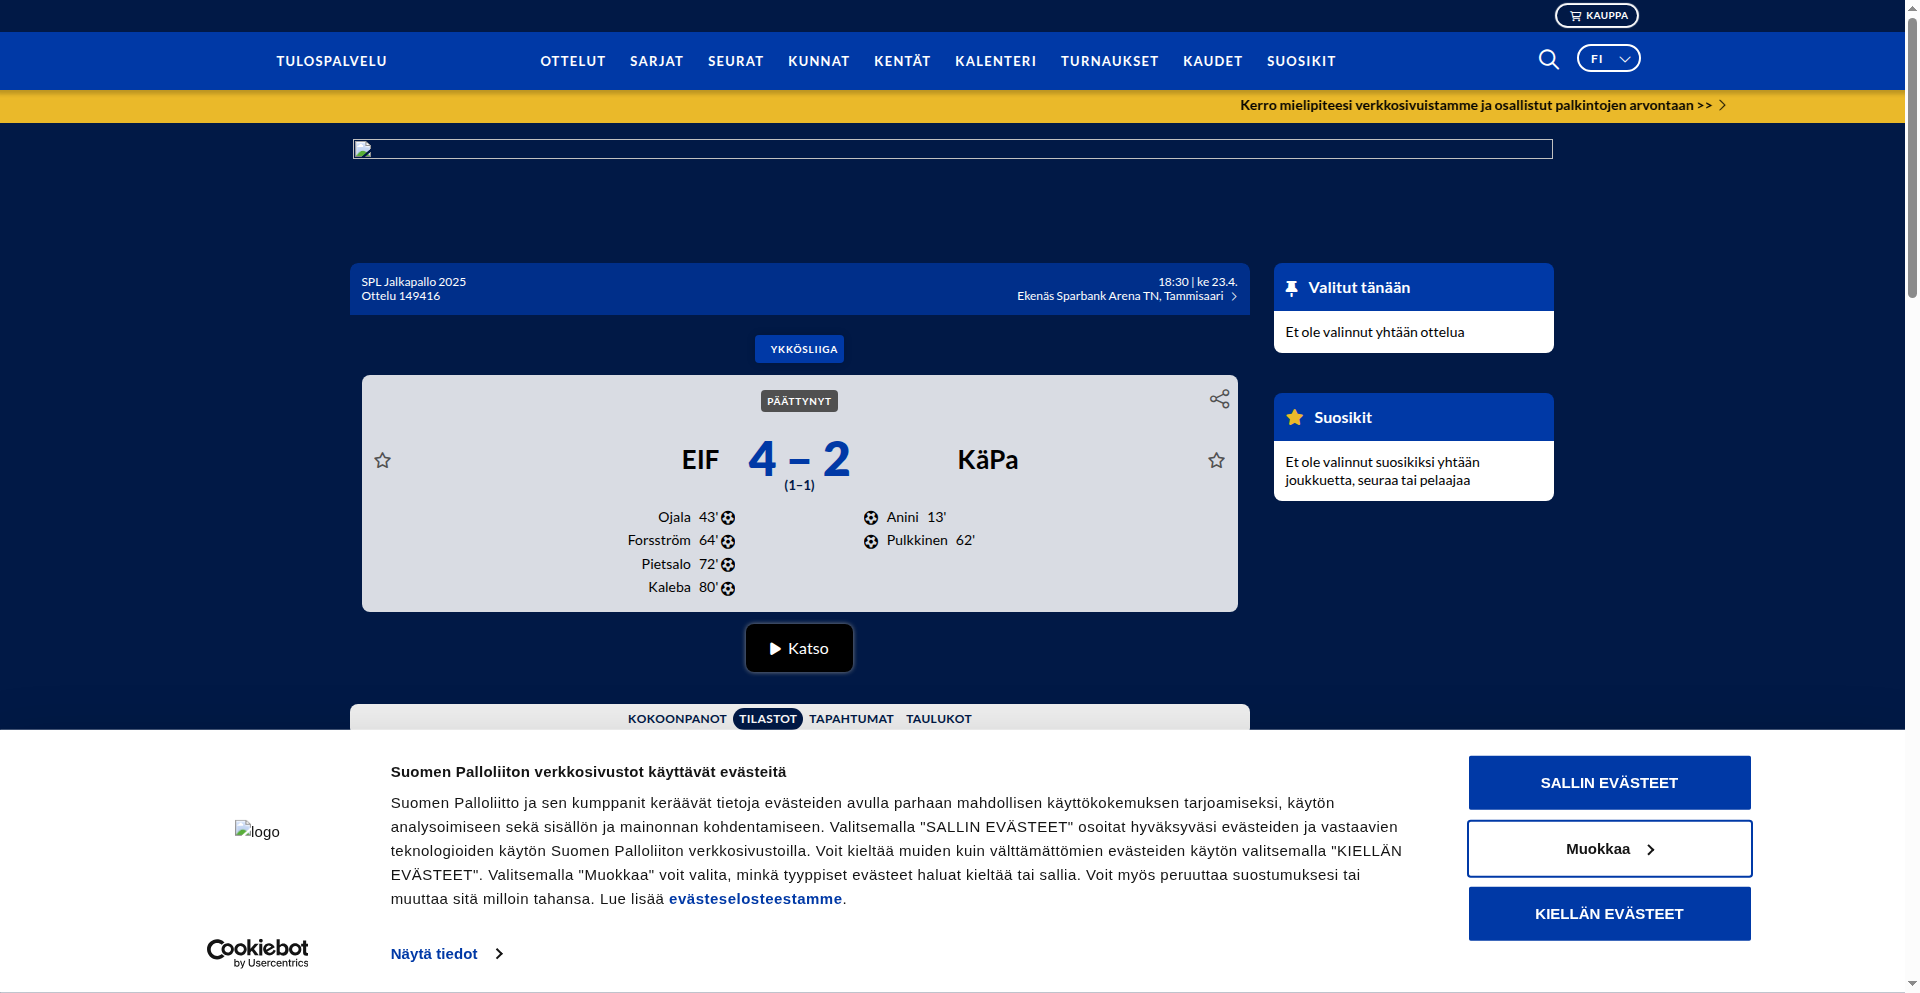 KAUPPA
TULOSPALVELU
OTTELUT SARJAT SEURAT KUNNAT KENTÄT KALENTERI TURNAUKSET KAUDET SUOSIKIT
FI
Kerro mielipiteesi verkkosivuistamme ja osallistut palkintojen arvontaan >>
SPL Jalkapallo 2025
Ottelu 149416
18:30 | ke 23.4.
Ekenäs Sparbank Arena TN, Tammisaari
YKKÖSLIIGA
PÄÄTTYNYT
EIF 4 – 2 KäPa
(1–1)
Ojala 43'
Forsström 64'
Pietsalo 72'
Kaleba 80'
Anini 13'
Pulkkinen 62'
Katso
KOKOONPANOT TILASTOT TAPAHTUMAT TAULUKOT
Valitut tänään
Et ole valinnut yhtään ottelua
Suosikit
Et ole valinnut suosikiksi yhtään
joukkuetta, seuraa tai pelaajaa
logo
Cookiebot
by Usercentrics
Suomen Palloliiton verkkosivustot käyttävät evästeitä
Suomen Palloliitto ja sen kumppanit keräävät tietoja evästeiden avulla parhaan mahdollisen käyttökokemuksen tarjoamiseksi, käytön
analysoimiseen sekä sisällön ja mainonnan kohdentamiseen. Valitsemalla "SALLIN EVÄSTEET" osoitat hyväksyväsi evästeiden ja vastaavien
teknologioiden käytön Suomen Palloliiton verkkosivustoilla. Voit kieltää muiden kuin välttämättömien evästeiden käytön valitsemalla "KIELLÄN
EVÄSTEET". Valitsemalla "Muokkaa" voit valita, minkä tyyppiset evästeet haluat kieltää tai sallia. Voit myös peruuttaa suostumuksesi tai
muuttaa sitä milloin tahansa. Lue lisää evästeselosteestamme.
Näytä tiedot
SALLIN EVÄSTEET
Muokkaa
KIELLÄN EVÄSTEET